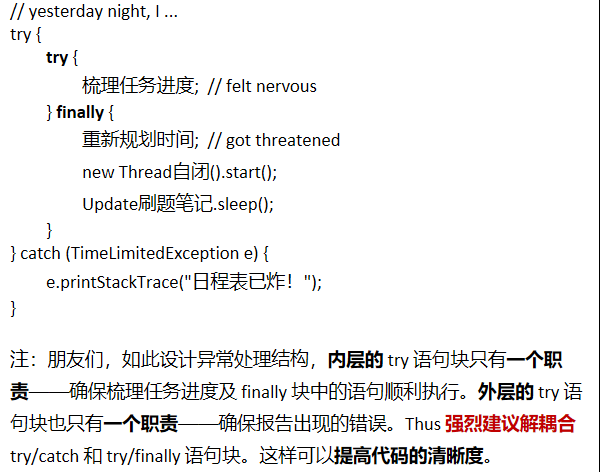 // yesterday night, I ...
try {
try {
梳理任务进度; // felt nervous
} finally {
重新规划时间; // got threatened
new Thread自闭().start();
Update刷题笔记.sleep();
}
} catch (TimeLimitedException e) {
e.printStackTrace("日程表已炸！");
}
注：朋友们，如此设计异常处理结构，内层的 try 语句块只有一个职
责——确保梳理任务进度及 finally 块中的语句顺利执行。外层的 try 语
句块也只有一个职责——确保报告出现的错误。Thus 强烈建议解耦合
try/catch 和 try/finally 语句块。这样可以提高代码的清晰度。